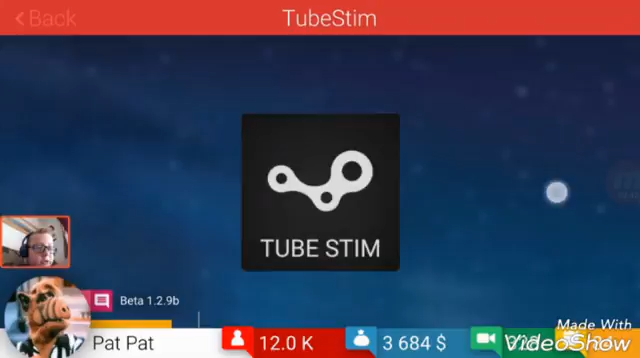 Back
TubeStim
TUBE STIM
Beta 1.2.9b
Pat Pat
12.0 K
3 684 $
Made With
VideoShow